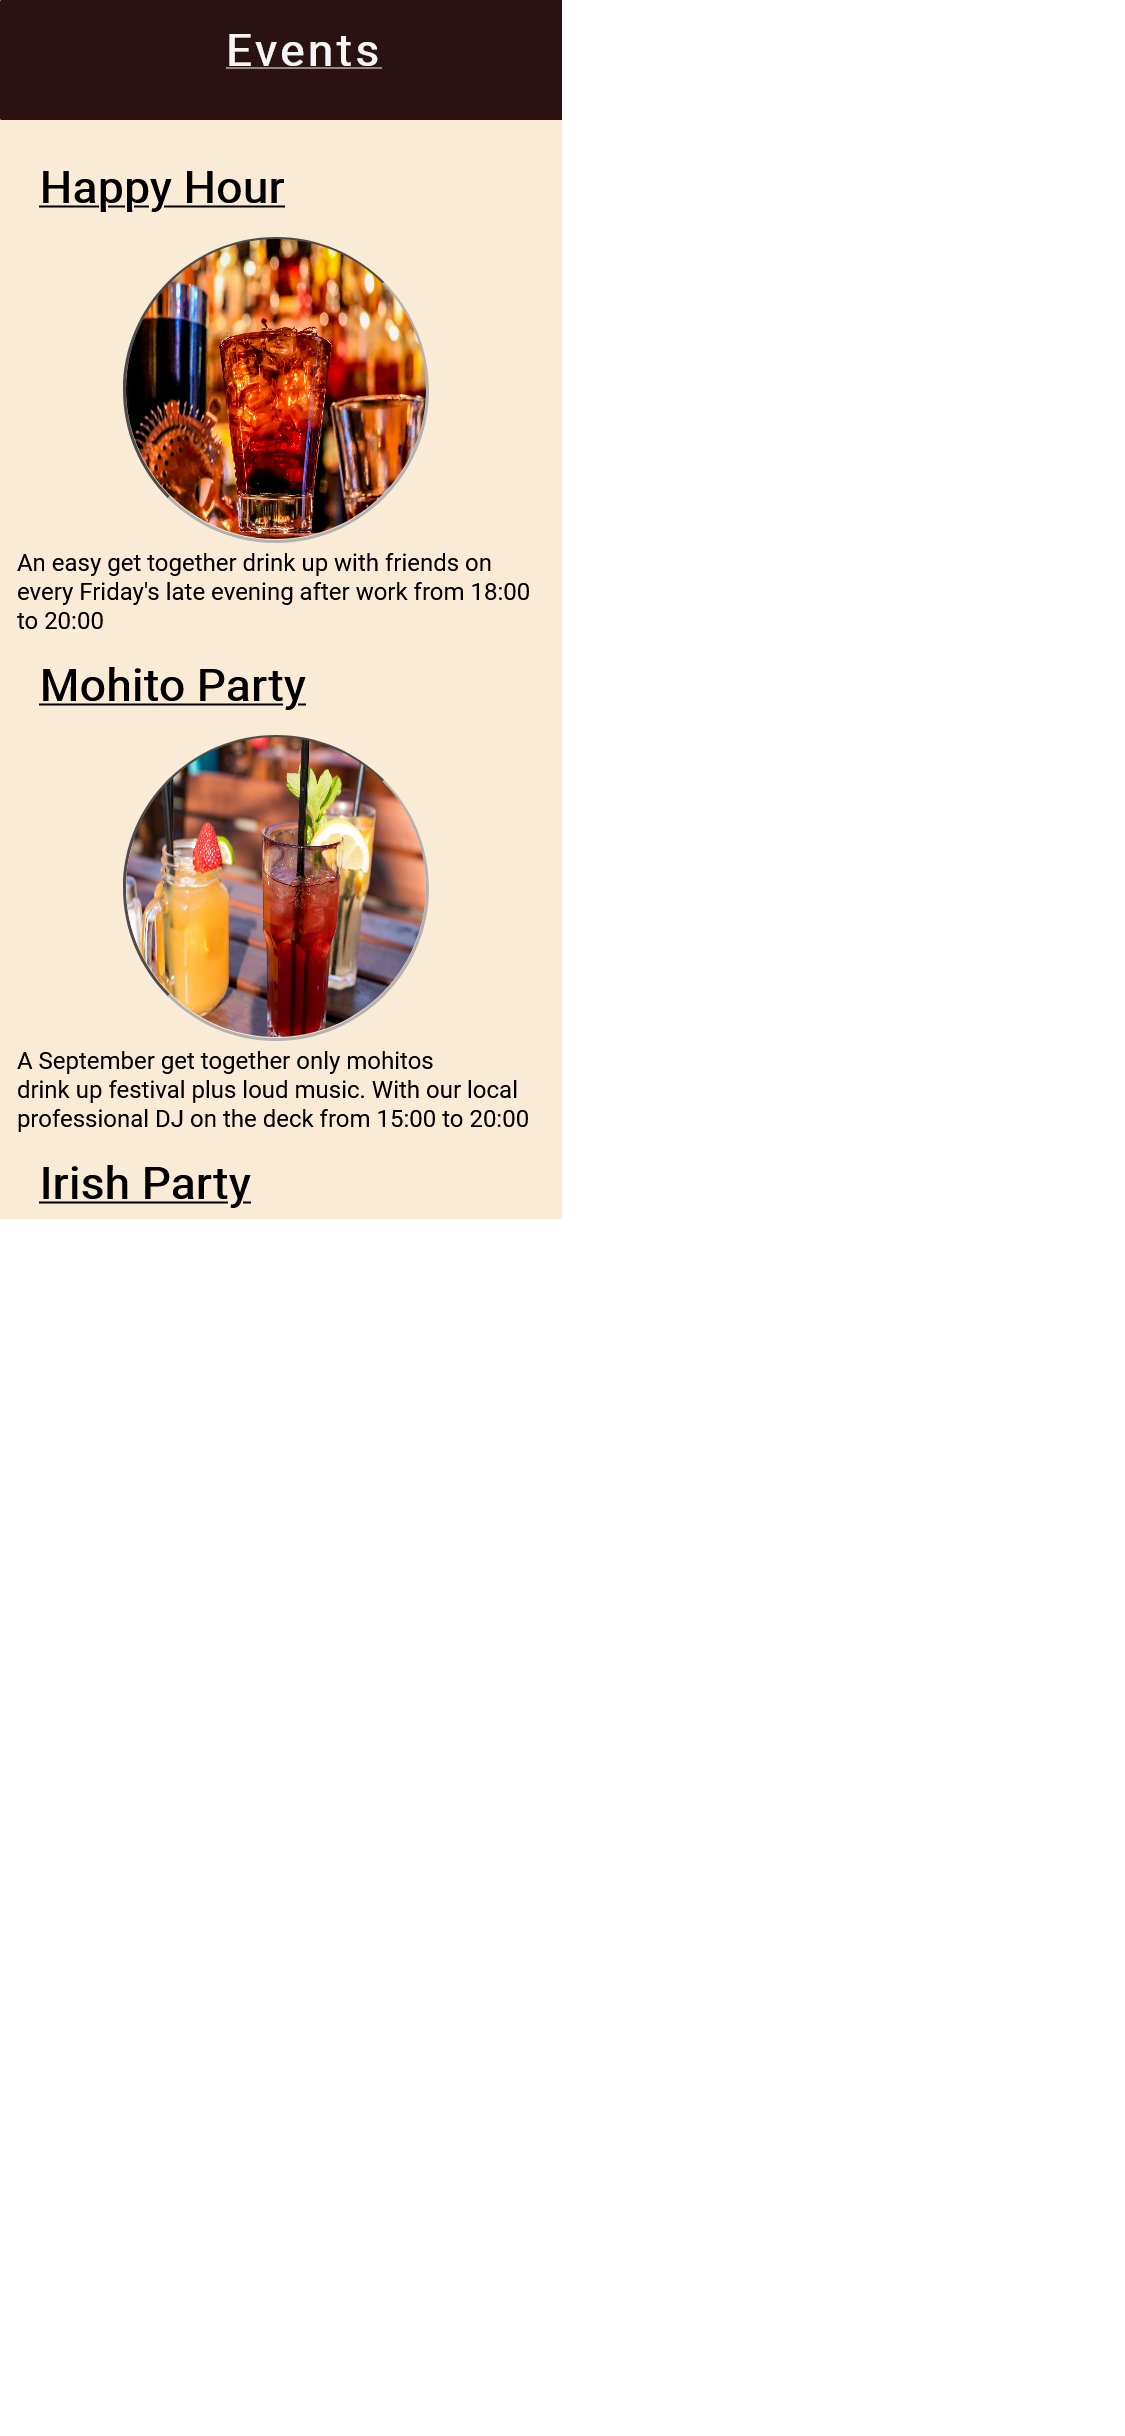 Events
Happy Hour
An easy get together drink up with friends on
every Friday's late evening after work from 18:00
to 20:00
Mohito Party
A September get together only mohitos
drink up festival plus loud music. With our local
professional DJ on the deck from 15:00 to 20:00
Irish Party